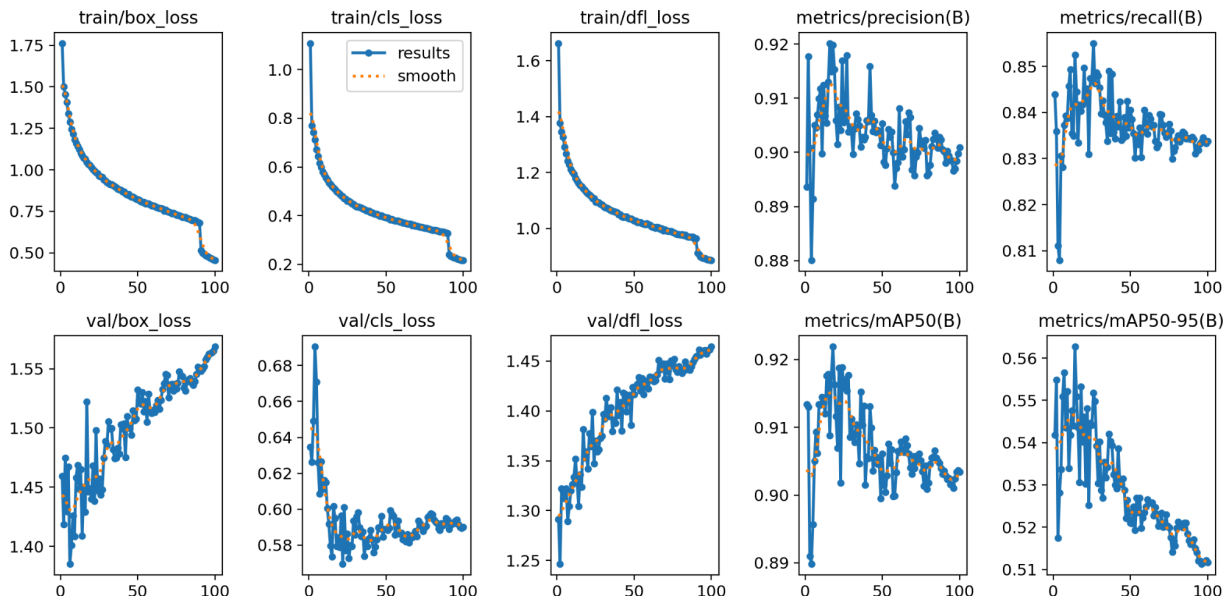 train/box_loss
train/cls_loss
train/dfl_loss
metrics/precision(B)
metrics/recall(B)
1.75
1.50
1.25
1.00
0.75
0.50
0 50 100
results
smooth
1.0
0.8
0.6
0.4
0.2
0 50 100
1.6
1.4
1.2
1.0
0 50 100
0.92
0.91
0.90
0.89
0.88
0 50 100
0.85
0.84
0.83
0.82
0.81
0 50 100
val/box_loss
val/cls_loss
val/dfl_loss
metrics/mAP50(B)
metrics/mAP50-95(B)
1.55
1.50
1.45
1.40
0 50 100
0.68
0.66
0.64
0.62
0.60
0.58
0 50 100
1.45
1.40
1.35
1.30
1.25
0 50 100
0.92
0.91
0.90
0.89
0 50 100
0.56
0.55
0.54
0.53
0.52
0.51
0 50 100